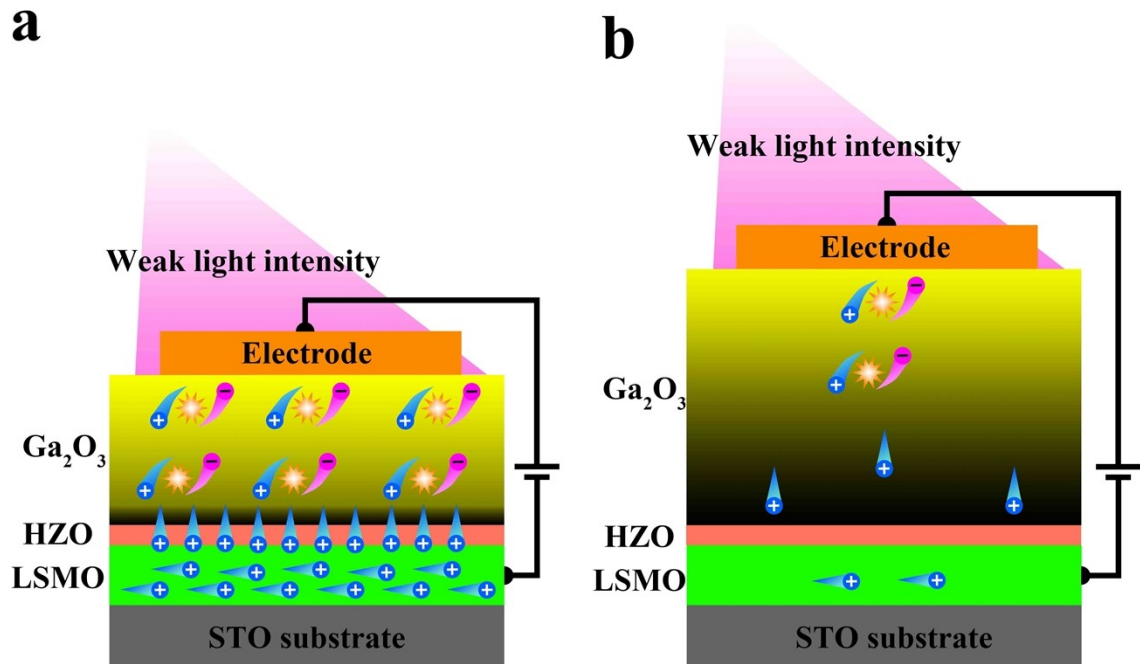 a
Weak light intensity
Electrode
Ga₂O₃
HZO
LSMO
STO substrate
b
Weak light intensity
Electrode
Ga₂O₃
HZO
LSMO
STO substrate